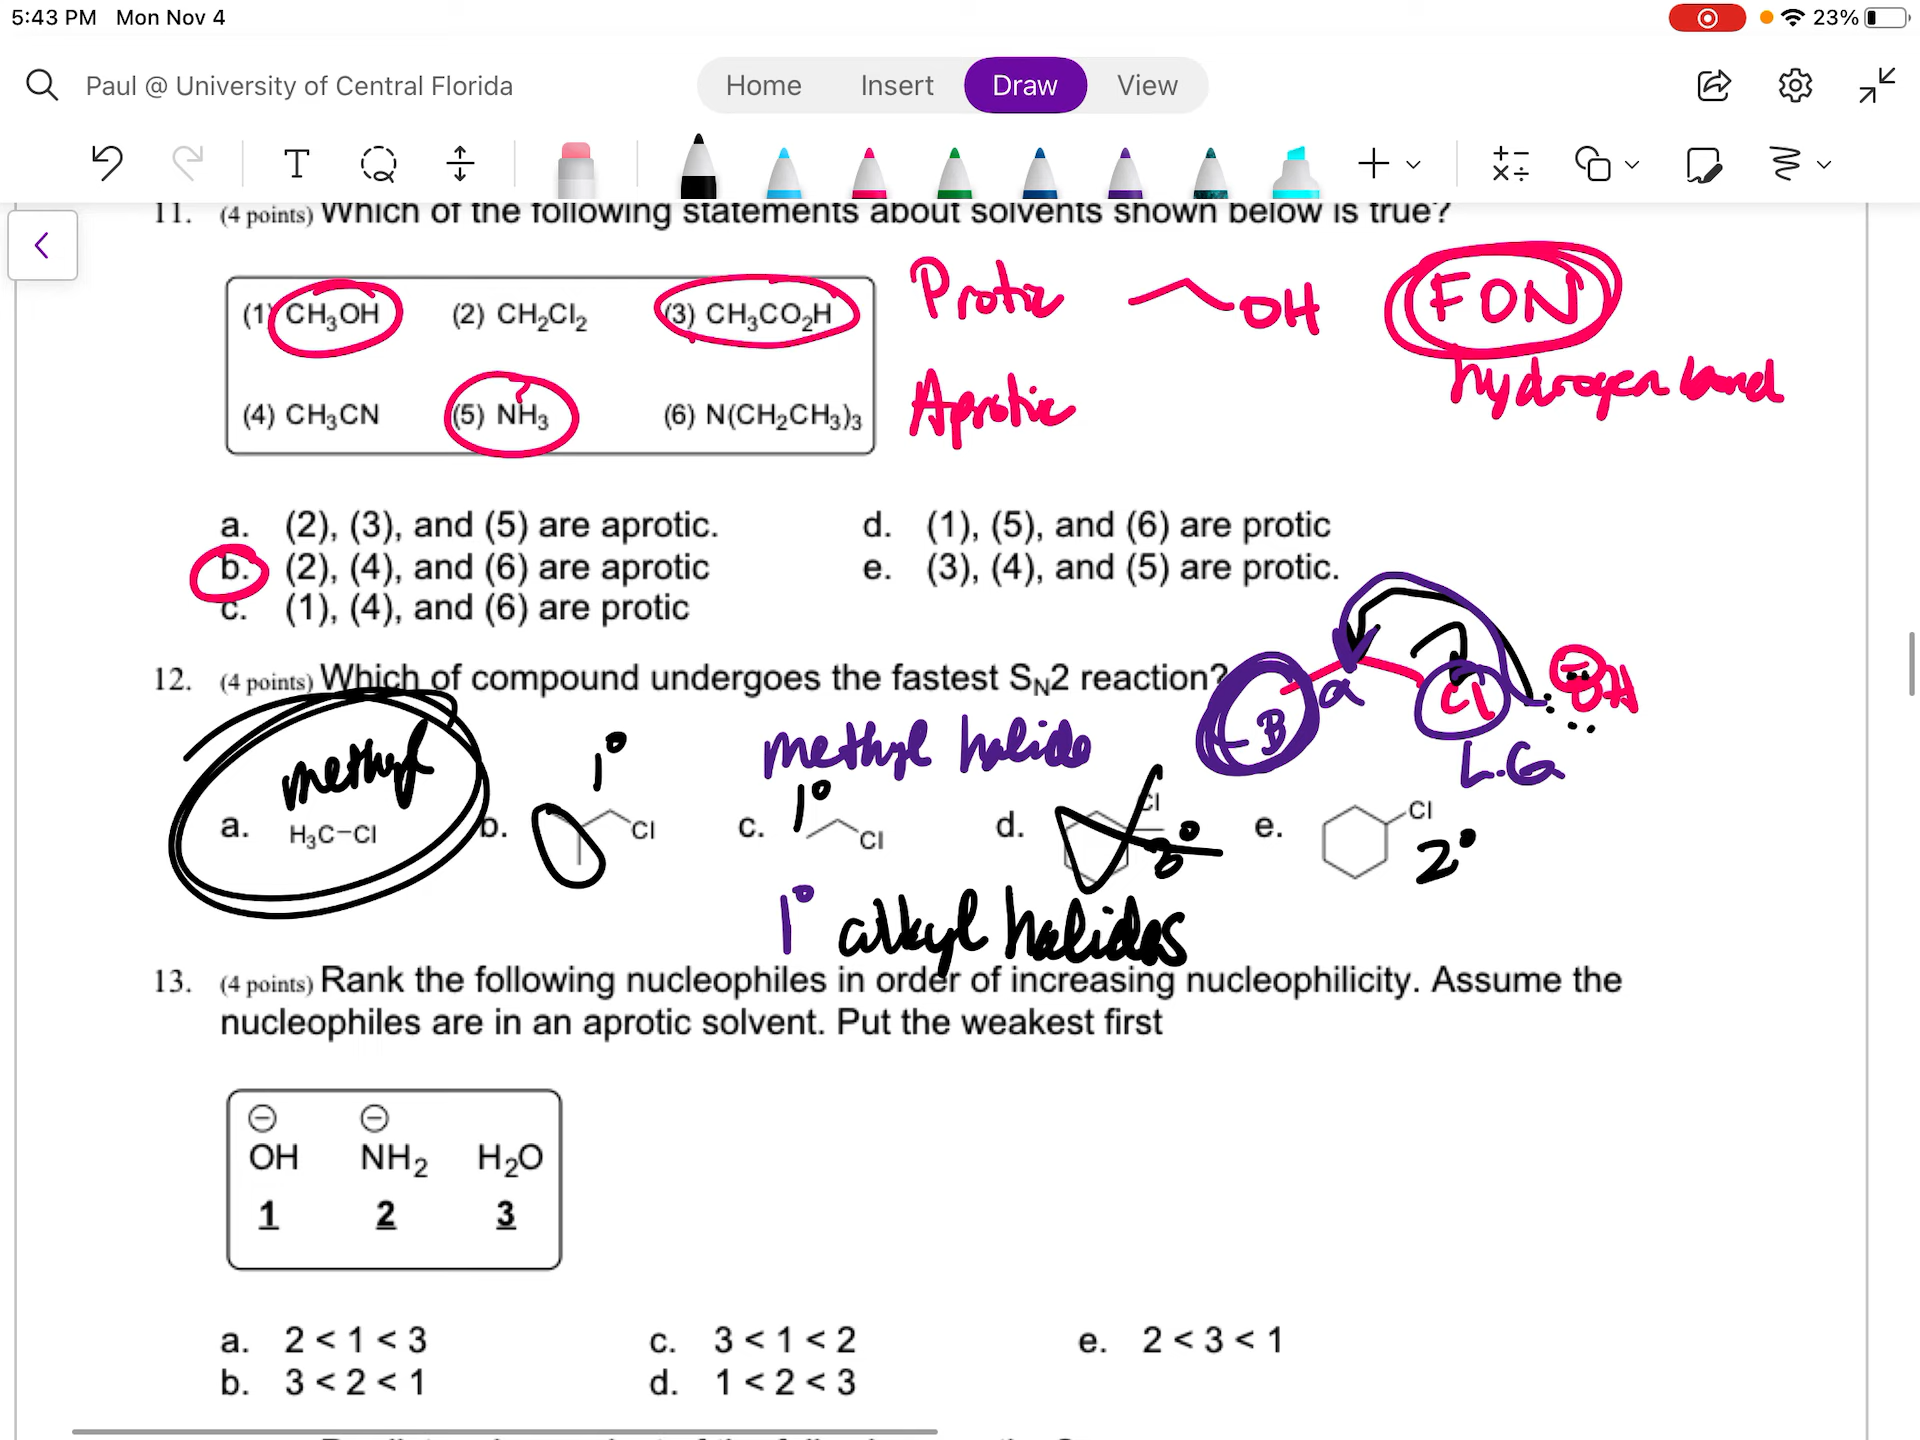 5:43 PM Mon Nov 4 23%
Paul @ University of Central Florida Home Insert Draw View
11. (4 points) Which of the following statements about solvents shown below is true?
(1) CH₃OH (2) CH₂Cl₂ (3) CH₃CO₂H
Protic OH FON
hydrogen bond
(4) CH₃CN (5) NH₃ (6) N(CH₂CH₃)₃
Aprotic
a. (2), (3), and (5) are aprotic. d. (1), (5), and (6) are protic
b. (2), (4), and (6) are aprotic e. (3), (4), and (5) are protic.
c. (1), (4), and (6) are protic
12. (4 points) Which of compound undergoes the fastest SN2 reaction?
B α Cl OH
L.G
methyl 1° methyl halide
a. H₃C-Cl b. Cl c. 1° Cl d. Cl 3° e. Cl 2°
1° alkyl halides
13. (4 points) Rank the following nucleophiles in order of increasing nucleophilicity. Assume the
nucleophiles are in an aprotic solvent. Put the weakest first
⊖ ⊖
OH NH₂ H₂O
1 2 3
a. 2 < 1 < 3 c. 3 < 1 < 2 e. 2 < 3 < 1
b. 3 < 2 < 1 d. 1 < 2 < 3